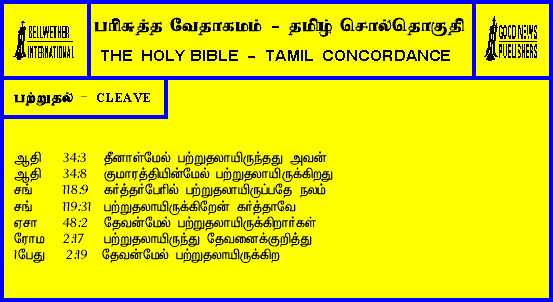 BELLWETHER
INTERNATIONAL
பரிசுத்த வேதாகமம் - தமிழ் சொல்தொகுதி
THE HOLY BIBLE - TAMIL CONCORDANCE
GOOD NEWS
PUBLISHERS
பற்றுதல் - CLEAVE
ஆதி 34:3 தீனாள்மேல் பற்றுதலாயிருந்தது அவன்
ஆதி 34:8 குமாரத்தியின்மேல் பற்றுதலாயிருக்கிறது
சங் 118:9 கர்த்தர்பேரில் பற்றுதலாயிருப்பதே நலம்
சங் 119:31 பற்றுதலாயிருக்கிறேன் கர்த்தாவே
ஏசா 48:2 தேவன்மேல் பற்றுதலாயிருக்கிறார்கள்
ரோம 2:17 பற்றுதலாயிருந்து தேவனைக்குறித்து
1பேது 2:19 தேவன்மேல் பற்றுதலாயிருக்கிற